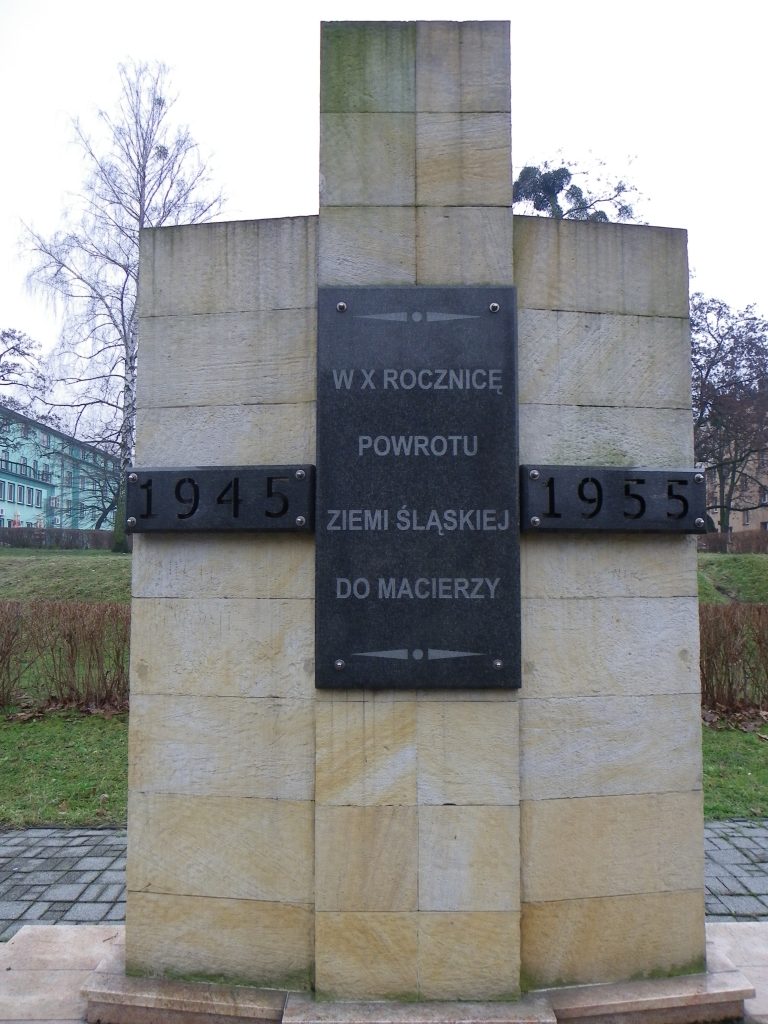 W X ROCZNICĘ
POWROTU
1945
1955
ZIEMI ŚLĄSKIEJ
DO MACIERZY